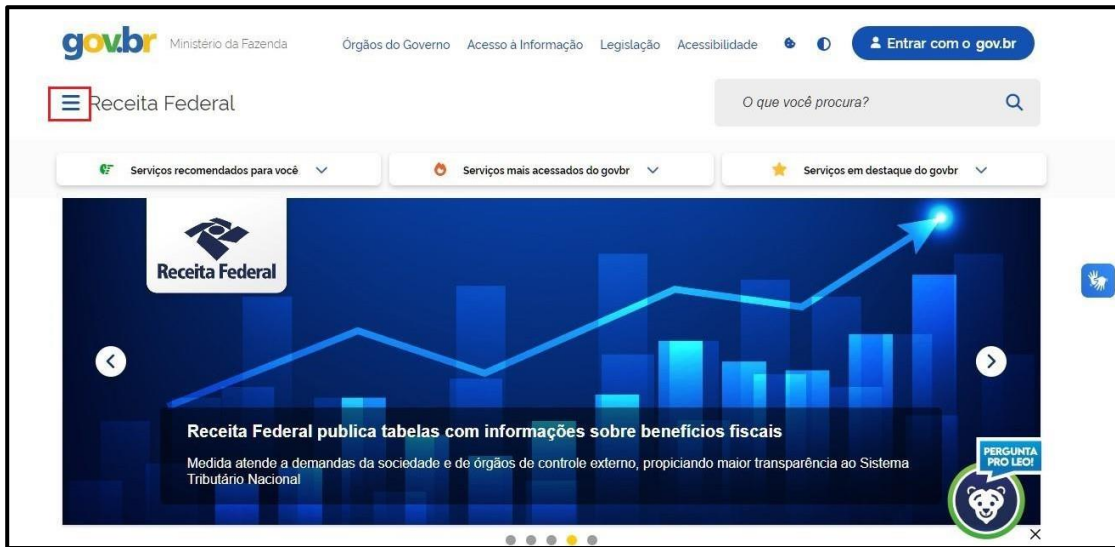 gov.br
Ministério da Fazenda
Órgãos do Governo
Acesso à Informação
Legislação
Acessibilidade
Entrar com o gov.br
Receita Federal
O que você procura?
Serviços recomendados para você
Serviços mais acessados do govbr
Serviços em destaque do govbr
Receita Federal
Receita Federal publica tabelas com informações sobre benefícios fiscais
Medida atende a demandas da sociedade e de órgãos de controle externo, propiciando maior transparência ao Sistema
Tributário Nacional
PERGUNTA
PRO LEO!